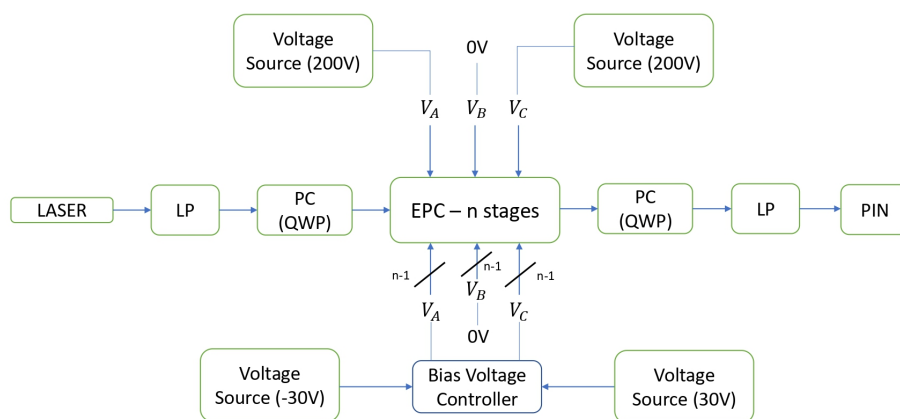 Voltage
Source (200V)
0V
Voltage
Source (200V)
V_A
V_B
V_C
LASER
LP
PC
(QWP)
EPC – n stages
PC
(QWP)
LP
PIN
n-1
n-1
n-1
V_B
V_A
V_C
0V
Voltage
Source (-30V)
Bias Voltage
Controller
Voltage
Source (30V)